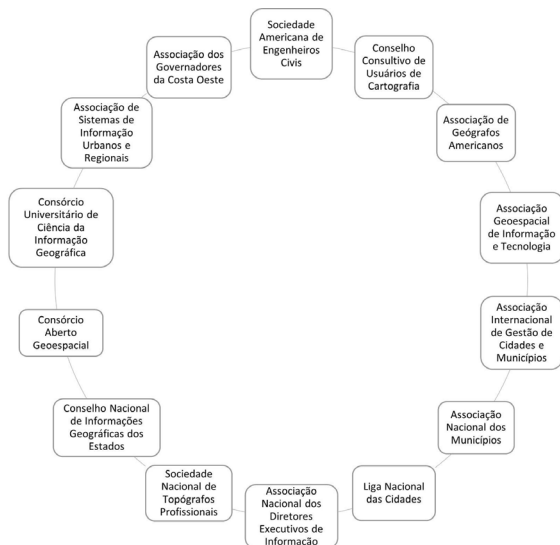 Sociedade
Americana de
Engenheiros
Civis
Conselho
Consultivo de
Usuários de
Cartografia
Associação de
Geógrafos
Americanos
Associação
Geoespacial
de Informação
e Tecnologia
Associação
Internacional
de Gestão de
Cidades e
Municípios
Associação
Nacional dos
Municípios
Liga Nacional
das Cidades
Associação
Nacional dos
Diretores
Executivos de
Informação
Sociedade
Nacional de
Topógrafos
Profissionais
Conselho Nacional
de Informações
Geográficas dos
Estados
Consórcio
Aberto
Geoespacial
Consórcio
Universitário de
Ciência da
Informação
Geográfica
Associação de
Sistemas de
Informação
Urbanos e
Regionais
Associação dos
Governadores
da Costa Oeste